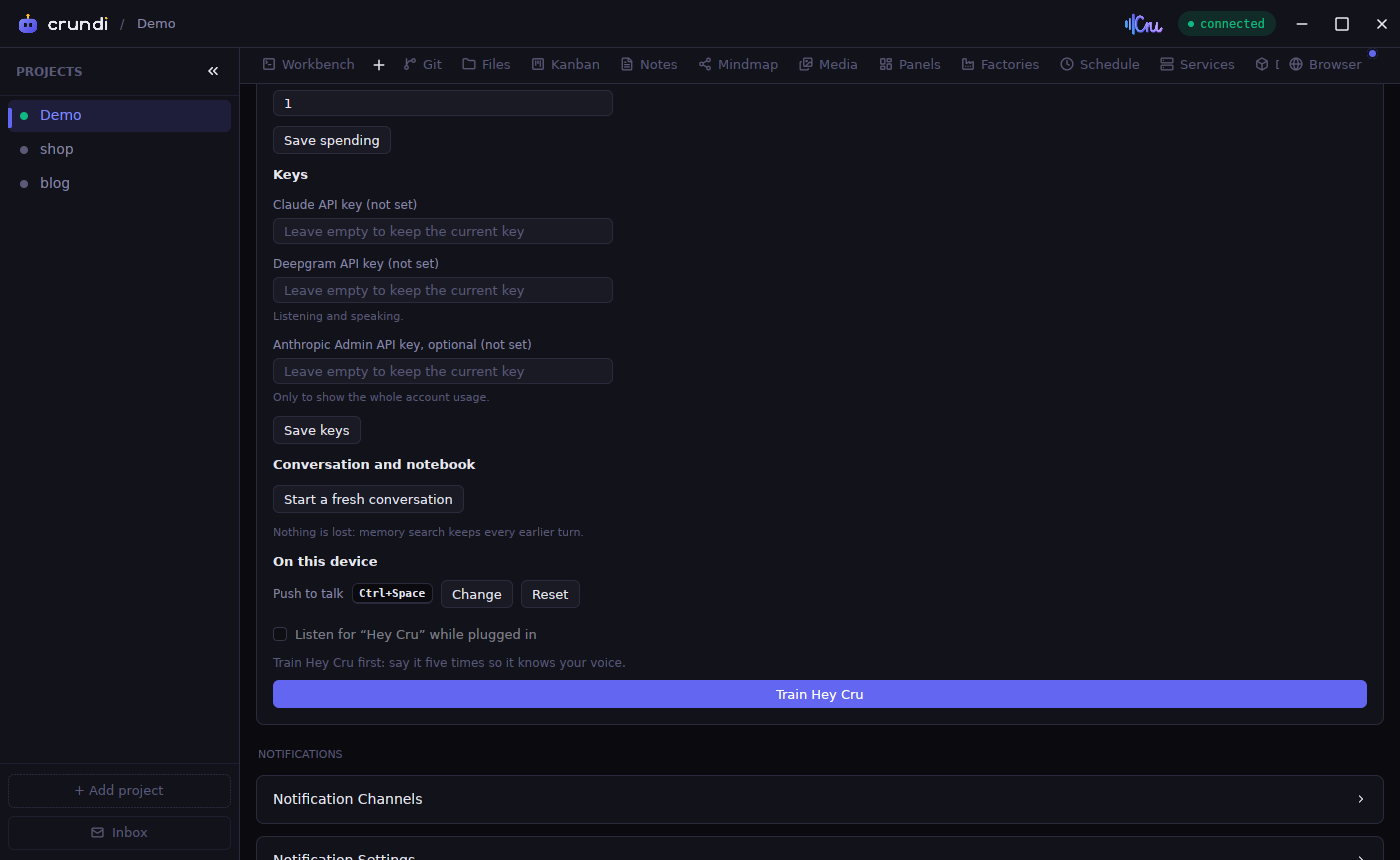 crundi / Demo
Cru
connected
PROJECTS
Workbench
Git
Files
Kanban
Notes
Mindmap
Media
Panels
Factories
Schedule
Services
Browser
Demo
shop
blog
1
Save spending
Keys
Claude API key (not set)
Leave empty to keep the current key
Deepgram API key (not set)
Leave empty to keep the current key
Listening and speaking.
Anthropic Admin API key, optional (not set)
Leave empty to keep the current key
Only to show the whole account usage.
Save keys
Conversation and notebook
Start a fresh conversation
Nothing is lost: memory search keeps every earlier turn.
On this device
Push to talk Ctrl+Space Change Reset
Listen for “Hey Cru” while plugged in
Train Hey Cru first: say it five times so it knows your voice.
Train Hey Cru
NOTIFICATIONS
Notification Channels
Notification Settings
+ Add project
Inbox